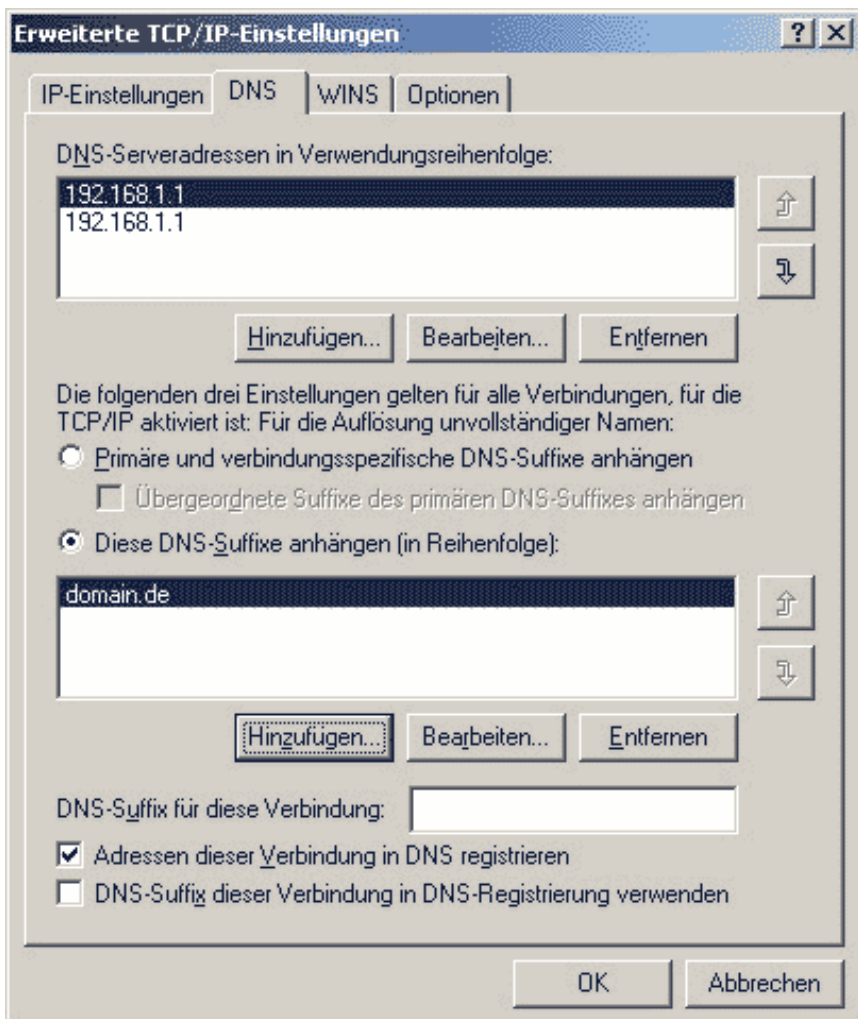 Erweiterte TCP/IP-Einstellungen
IP-Einstellungen DNS WINS Optionen
DNS-Serveradressen in Verwendungsreihenfolge:
192.168.1.1
192.168.1.1
Hinzufügen... Bearbeiten... Entfernen
Die folgenden drei Einstellungen gelten für alle Verbindungen, für die
TCP/IP aktiviert ist: Für die Auflösung unvollständiger Namen:
Primäre und verbindungsspezifische DNS-Suffixe anhängen
Übergeordnete Suffixe des primären DNS-Suffixes anhängen
Diese DNS-Suffixe anhängen (in Reihenfolge):
domain.de
Hinzufügen... Bearbeiten... Entfernen
DNS-Suffix für diese Verbindung:
Adressen dieser Verbindung in DNS registrieren
DNS-Suffix dieser Verbindung in DNS-Registrierung verwenden
OK Abbrechen